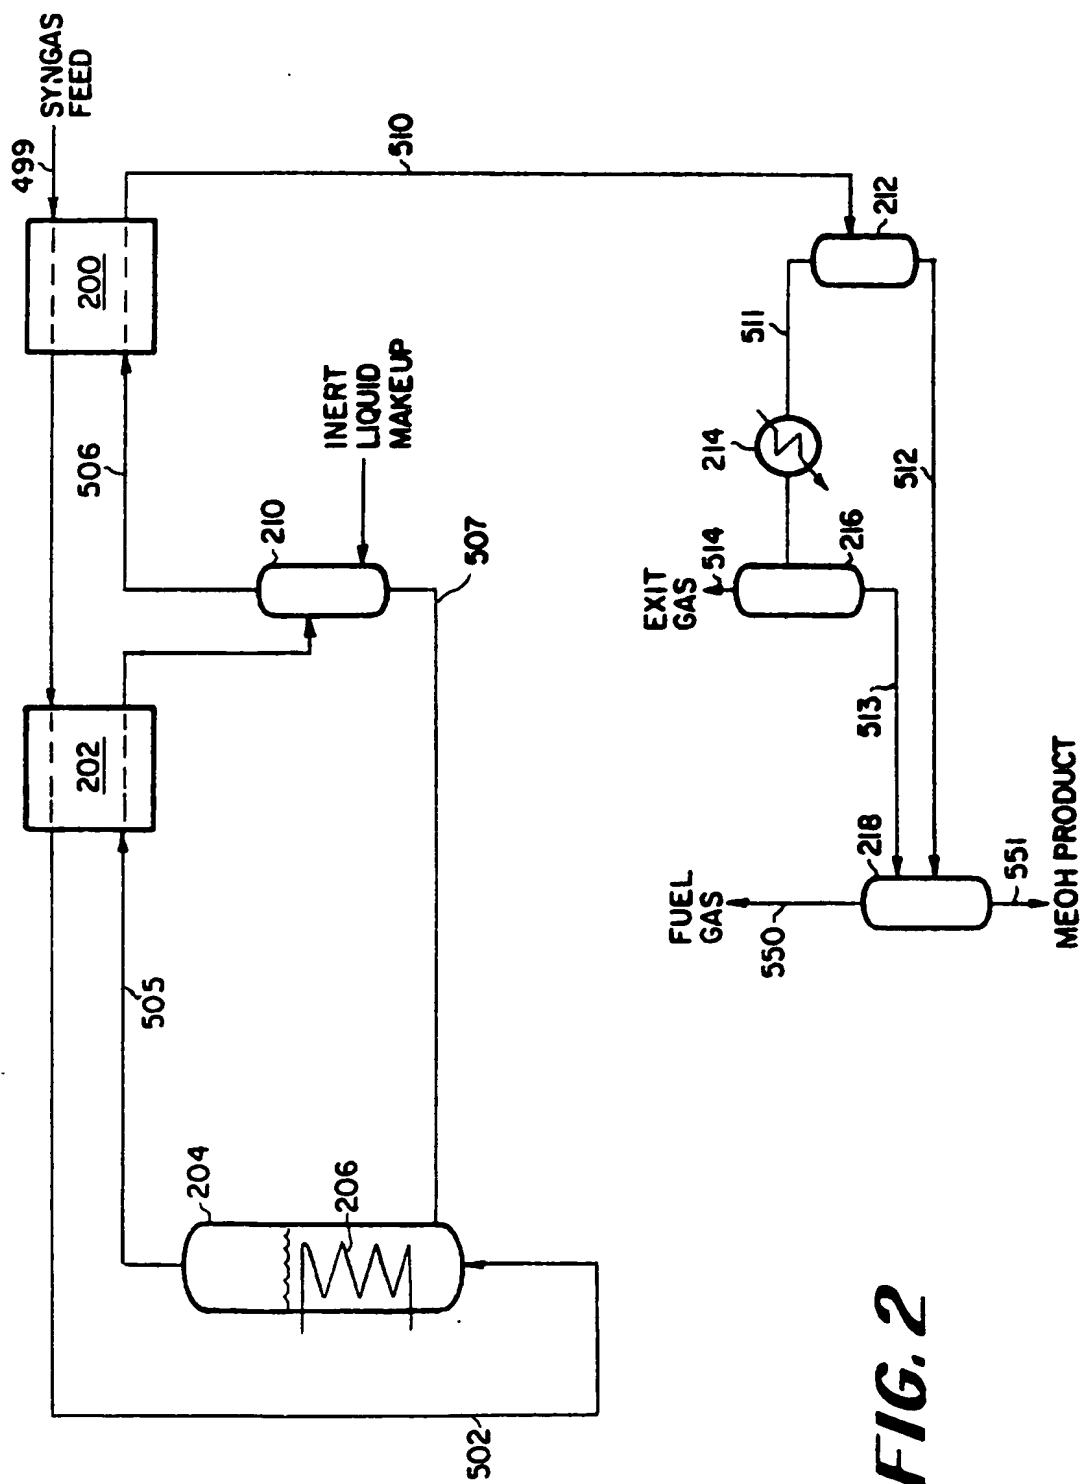 499
SYNGAS
FEED
202
506
200
505
204
210
INERT
LIQUID
MAKEUP
206
510
502
507
EXIT
GAS
514
FUEL
GAS
214
511
550
216
218
513
212
512
FIG. 2
551
MEOH PRODUCT